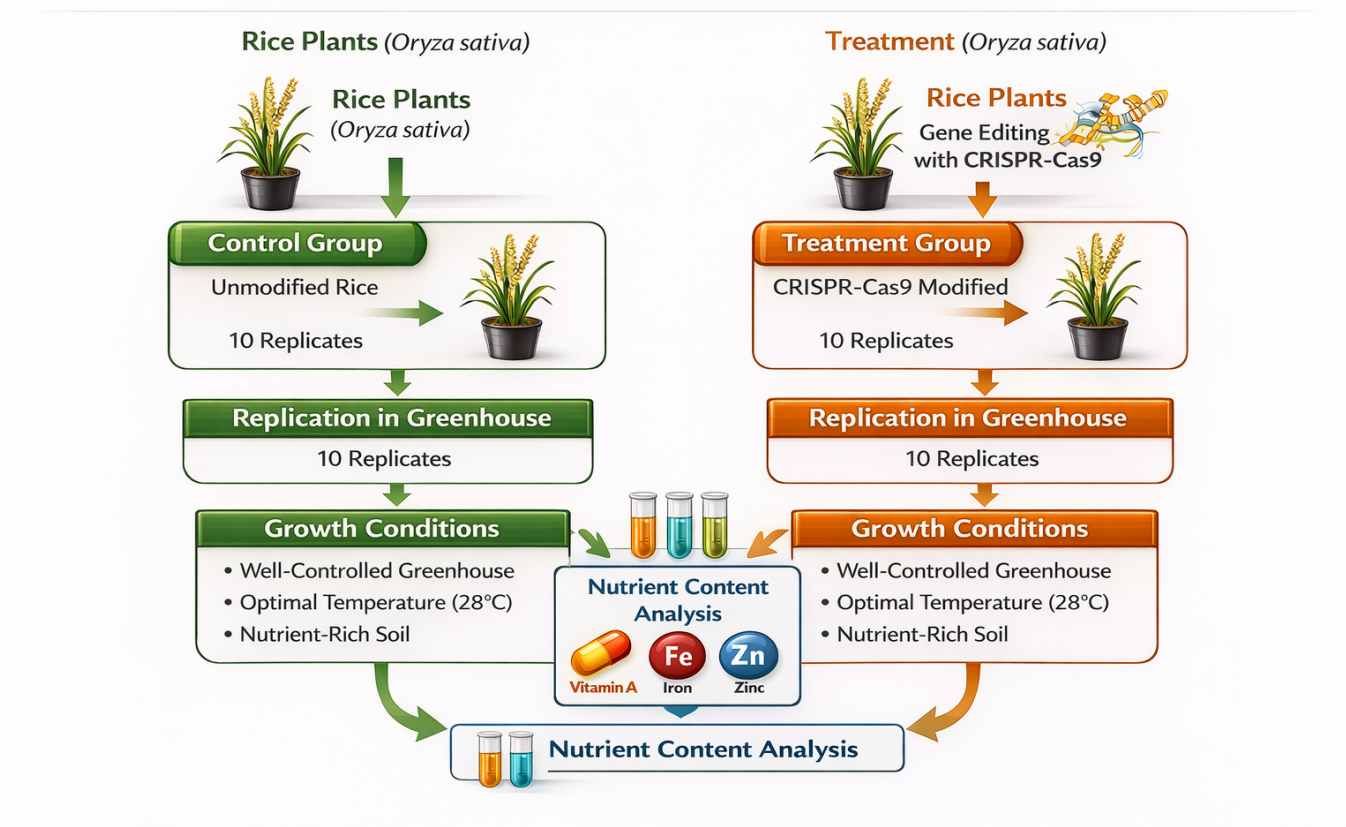 Rice Plants (Oryza sativa)
Rice Plants
(Oryza sativa)
Control Group
Unmodified Rice
10 Replicates
Replication in Greenhouse
10 Replicates
Growth Conditions
• Well-Controlled Greenhouse
• Optimal Temperature (28°C)
• Nutrient-Rich Soil
Treatment (Oryza sativa)
Rice Plants
Gene Editing
with CRISPR-Cas9
Treatment Group
CRISPR-Cas9 Modified
10 Replicates
Replication in Greenhouse
10 Replicates
Growth Conditions
• Well-Controlled Greenhouse
• Optimal Temperature (28°C)
• Nutrient-Rich Soil
Nutrient Content
Analysis
Fe
Zn
Vitamin A
Iron
Zinc
Nutrient Content Analysis